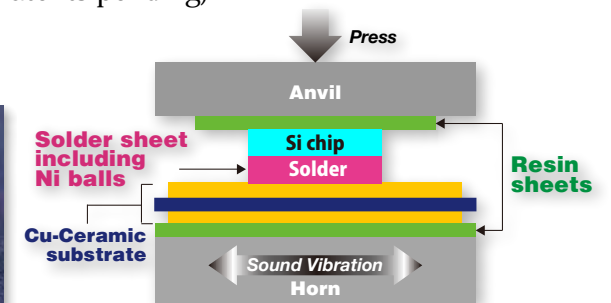 Press
Anvil
Si chip
Solder
Solder sheet
including
Ni balls
Resin
sheets
Cu-Ceramic
substrate
Sound Vibration
Horn